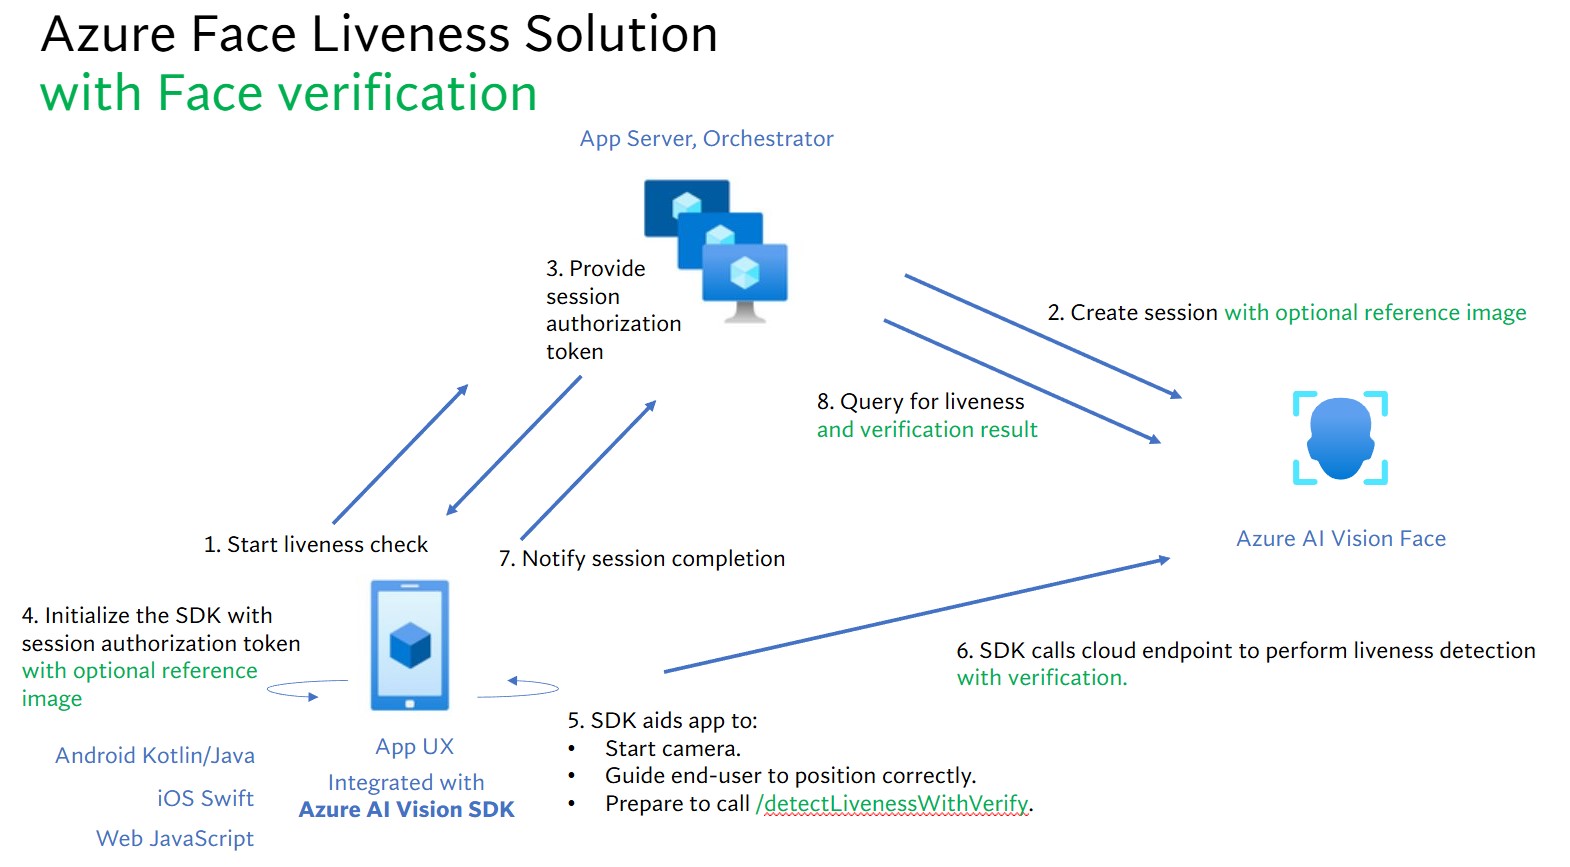 Azure Face Liveness Solution
with Face verification
App Server, Orchestrator
3. Provide
session
authorization
token
2. Create session with optional reference image
8. Query for liveness
and verification result
1. Start liveness check
7. Notify session completion
Azure AI Vision Face
4. Initialize the SDK with
session authorization token
with optional reference
image
6. SDK calls cloud endpoint to perform liveness detection
with verification.
5. SDK aids app to:
• Start camera.
• Guide end-user to position correctly.
• Prepare to call /detectLivenessWithVerify.
App UX
Integrated with
Azure AI Vision SDK
Android Kotlin/Java
iOS Swift
Web JavaScript